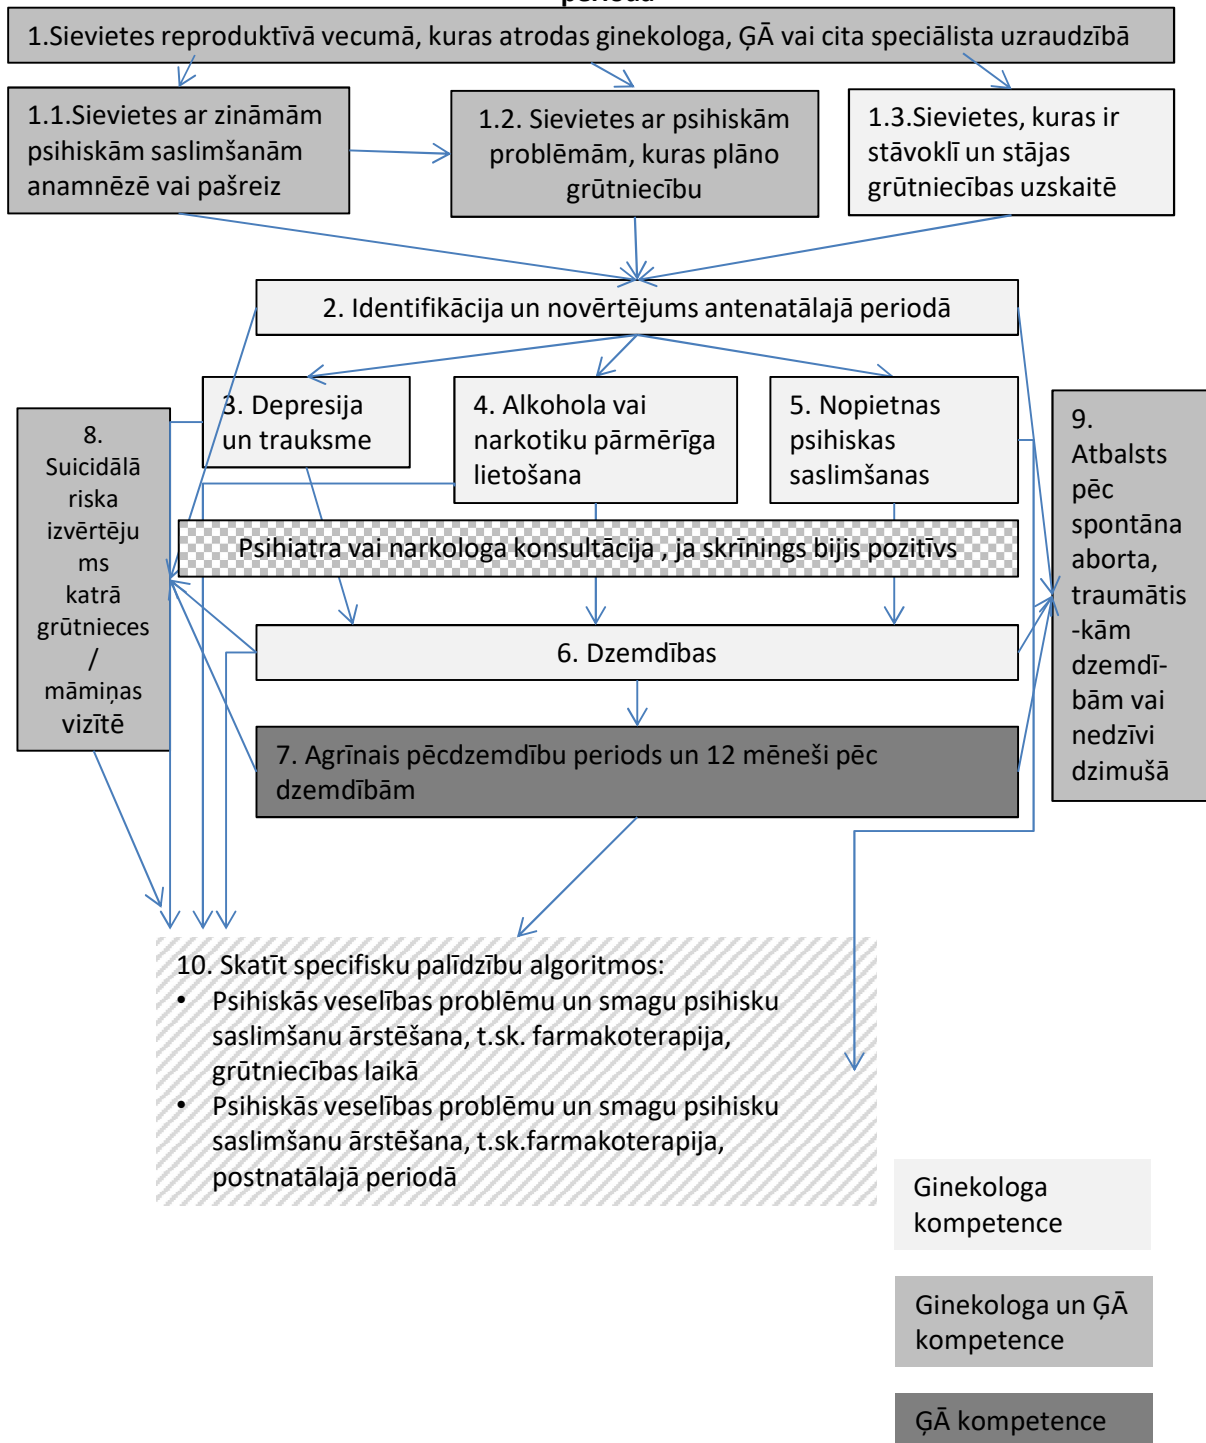 periodā
1.Sievietes reproduktīvā vecumā, kuras atrodas ginekologa, ĢĀ vai cita speciālista uzraudzībā
1.1.Sievietes ar zināmām
psihiskām saslimšanām
anamnēzē vai pašreiz
1.2. Sievietes ar psihiskām
problēmām, kuras plāno
grūtniecību
1.3.Sievietes, kuras ir
stāvoklī un stājas
grūtniecības uzskaitē
2. Identifikācija un novērtējums antenatālajā periodā
3. Depresija
un trauksme
4. Alkohola vai
narkotiku pārmērīga
lietošana
5. Nopietnas
psihiskas
saslimšanas
8.
Suicidālā
riska
izvērtēju
ms
katrā
grūtnieces
/
māmiņas
vizītē
9.
Atbalsts
pēc
spontāna
aborta,
traumātis
-kām
dzemdī-
bām vai
nedzīvi
dzimušā
Psihiatra vai narkologa konsultācija , ja skrīnings bijis pozitīvs
6. Dzemdības
7. Agrīnais pēcdzemdību periods un 12 mēneši pēc
dzemdībām
10. Skatīt specifisku palīdzību algoritmos:
• Psihiskās veselības problēmu un smagu psihisku
saslimšanu ārstēšana, t.sk. farmakoterapija,
grūtniecības laikā
• Psihiskās veselības problēmu un smagu psihisku
saslimšanu ārstēšana, t.sk.farmakoterapija,
postnatālajā periodā
Ginekologa
kompetence
Ginekologa un ĢĀ
kompetence
ĢĀ kompetence